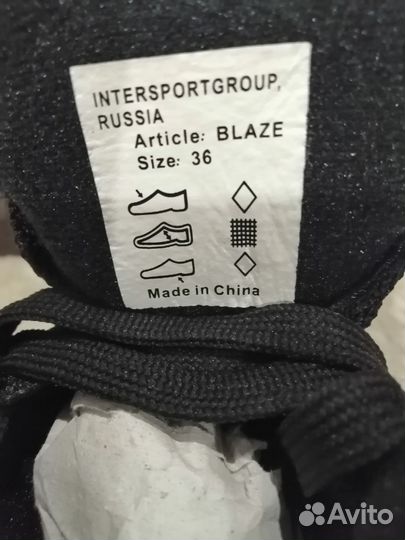 INTERSPORTGROUP,
RUSSIA
Article: BLAZE
Size: 36
Made in China
Avito